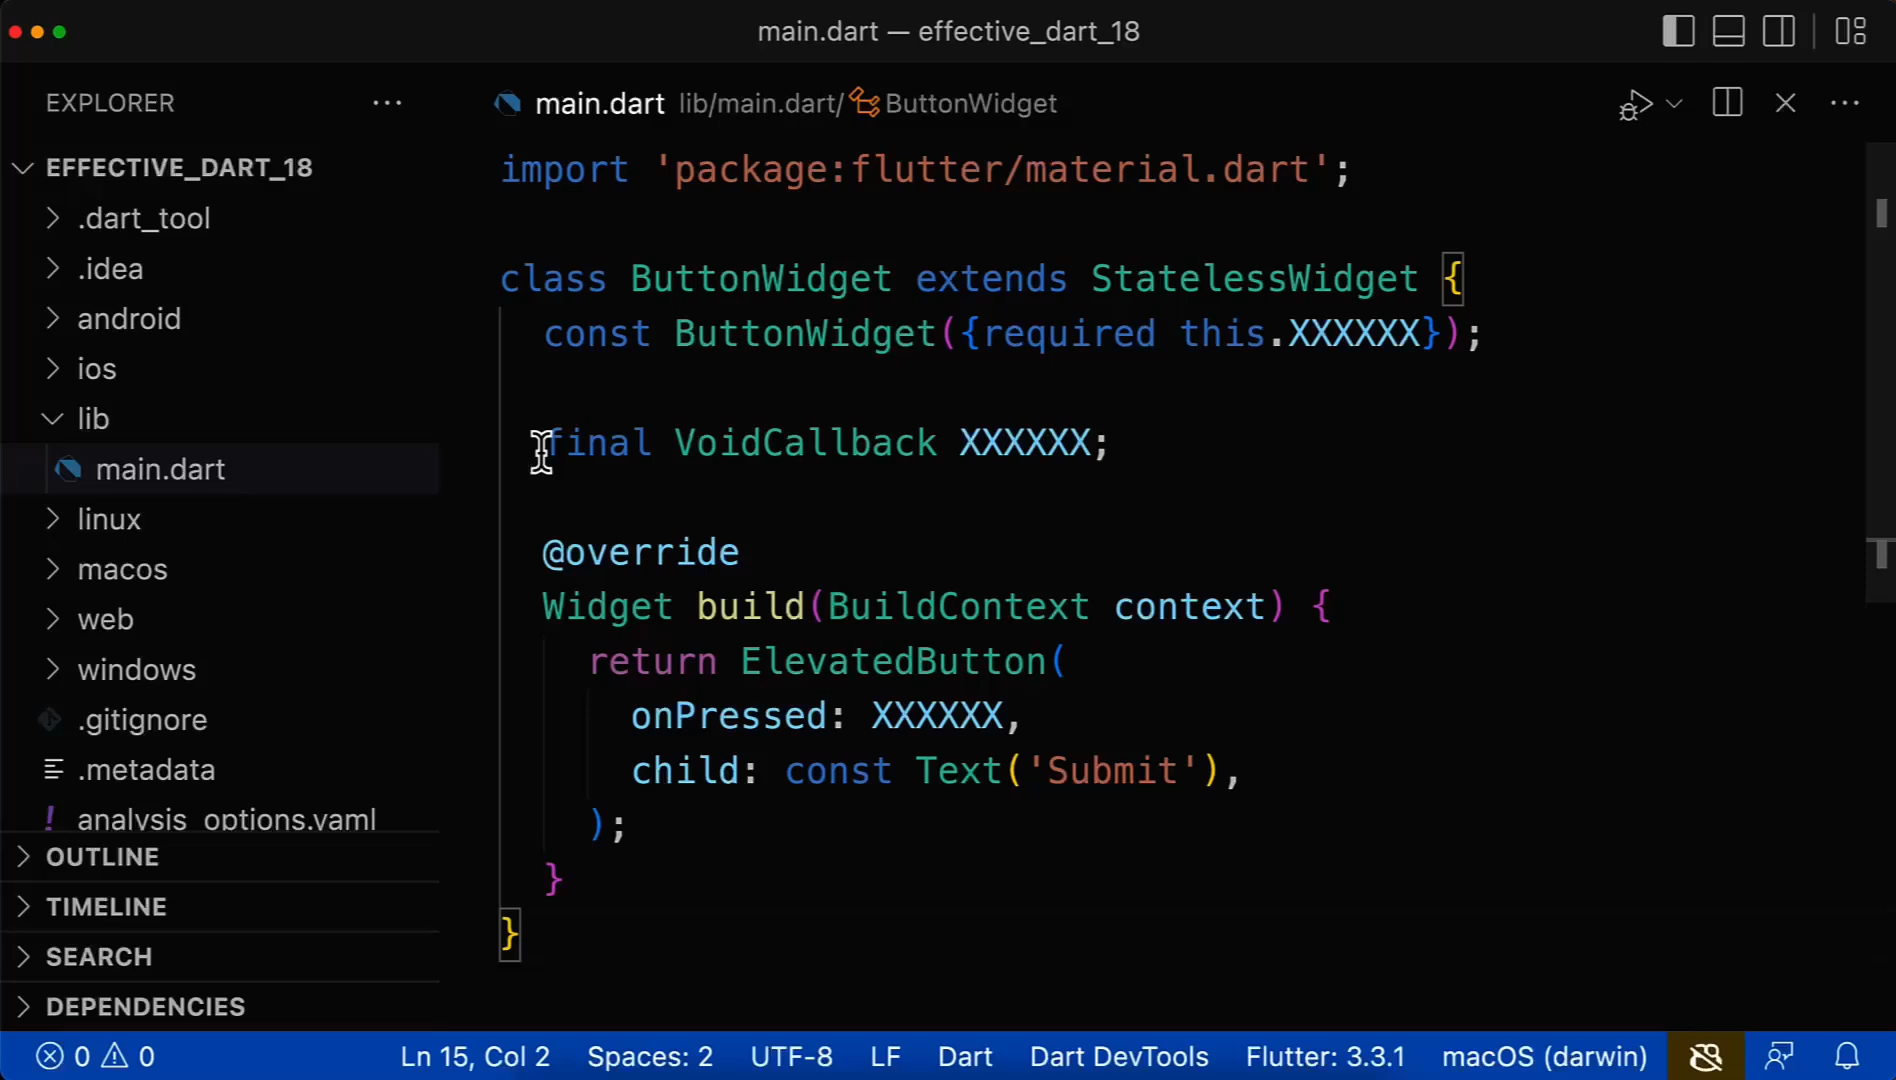 main.dart — effective_dart_18
EXPLORER
EFFECTIVE_DART_18
.dart_tool
.idea
android
ios
lib
main.dart
linux
macos
web
windows
.gitignore
.metadata
! analysis_options.yaml
OUTLINE
TIMELINE
SEARCH
DEPENDENCIES
main.dart lib/main.dart/ ButtonWidget
import 'package:flutter/material.dart';
class ButtonWidget extends StatelessWidget {
const ButtonWidget({required this.XXXXXX});
final VoidCallback XXXXXX;
@override
Widget build(BuildContext context) {
return ElevatedButton(
onPressed: XXXXXX,
child: const Text('Submit'),
);
}
}
0 0 Ln 15, Col 2 Spaces: 2 UTF-8 LF Dart Dart DevTools Flutter: 3.3.1 macOS (darwin)